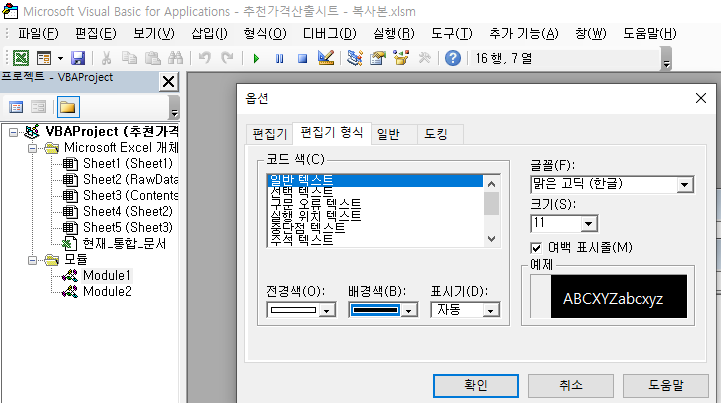 Microsoft Visual Basic for Applications - 추천가격산출시트 - 복사본.xlsm
파일(F) 편집(E) 보기(V) 삽입(I) 형식(O) 디버그(D) 실행(R) 도구(T) 추가 기능(A) 창(W) 도움말(H)
16 행, 7 열
프로젝트 - VBAProject
VBAProject (추천가격
Microsoft Excel 개체
Sheet1 (Sheet1)
Sheet2 (RawData
Sheet3 (Contents
Sheet4 (Sheet2)
Sheet5 (Sheet3)
현재_통합_문서
모듈
Module1
Module2
옵션
편집기 편집기 형식 일반 도킹
코드 색(C)
일반 텍스트
선택 텍스트
구문 오류 텍스트
실행 위치 텍스트
중단점 텍스트
주석 텍스트
전경색(O): 배경색(B): 표시기(D):
자동
글꼴(F):
맑은 고딕 (한글)
크기(S):
11
여백 표시줄(M)
예제
ABCXYZabcxyz
확인 취소 도움말